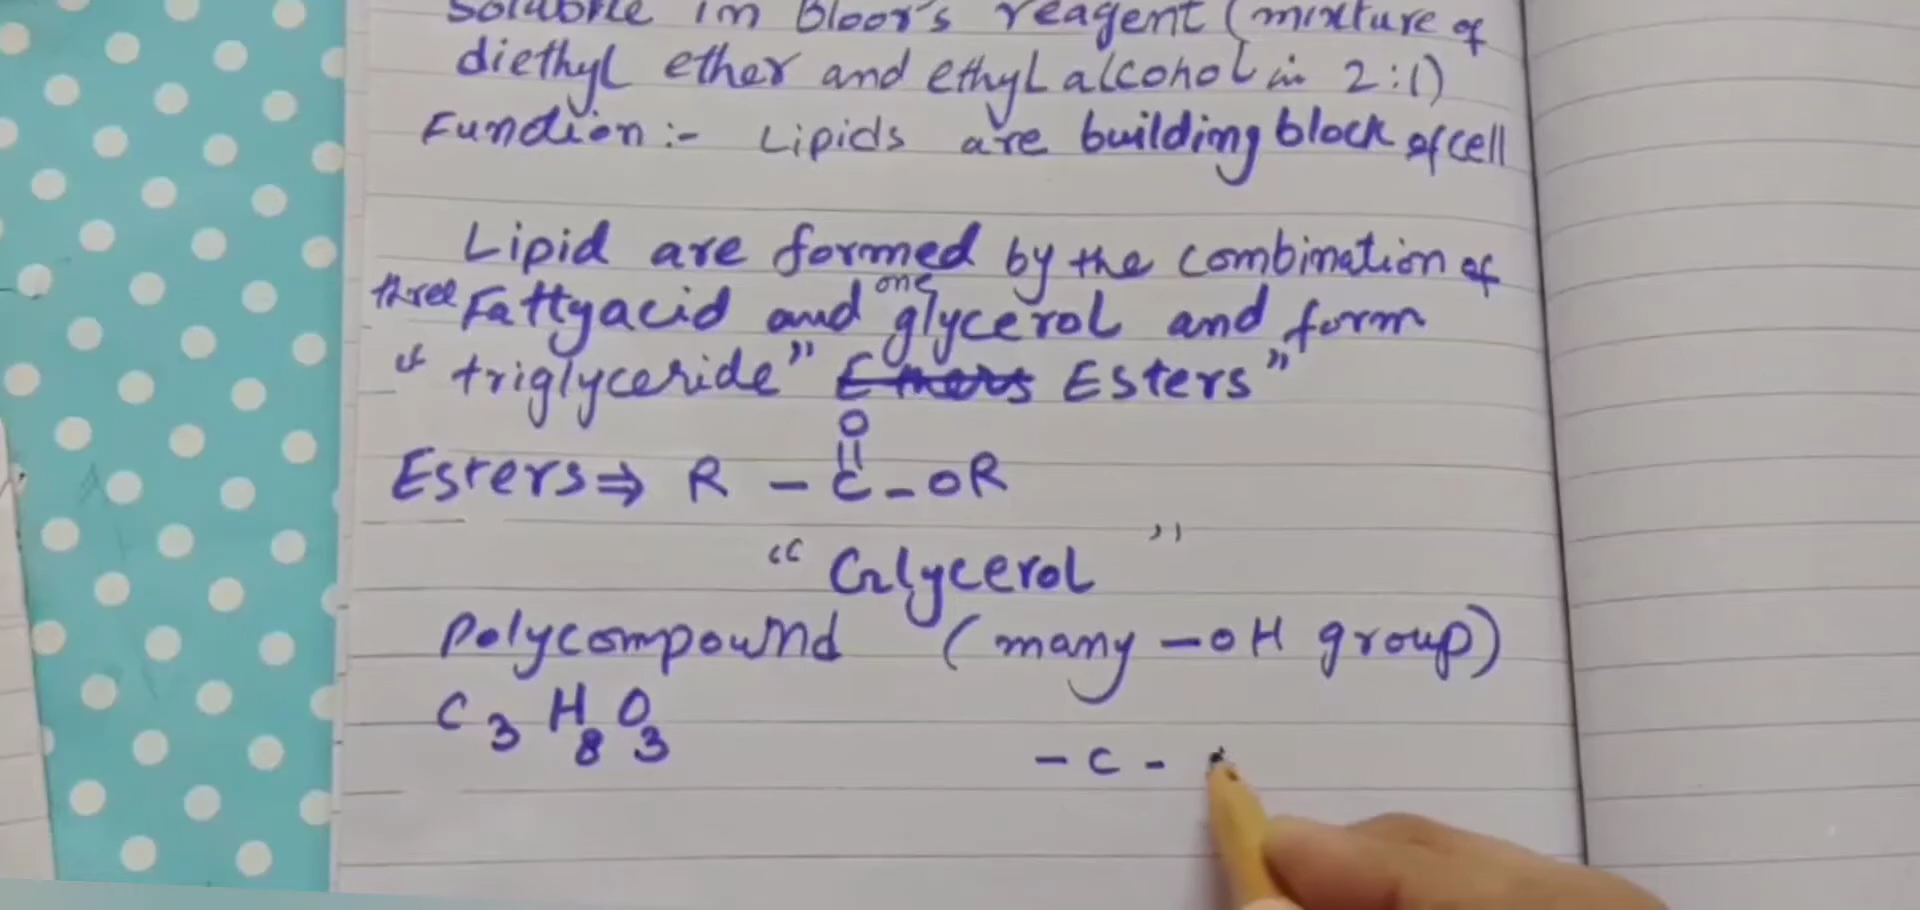 soluble in Bloor's reagent (mixture of
diethyl ether and ethyl alcohol in 2:1)
Function:- Lipids are building block of cell
Lipid are formed by the combination of
three Fattyacid and one glycerol and form
"triglyceride" Ethers Esters"
O
||
Esters⇒ R - C - OR
"Glycerol"
Polycompound (many -OH group)
C3H8O3
- C -